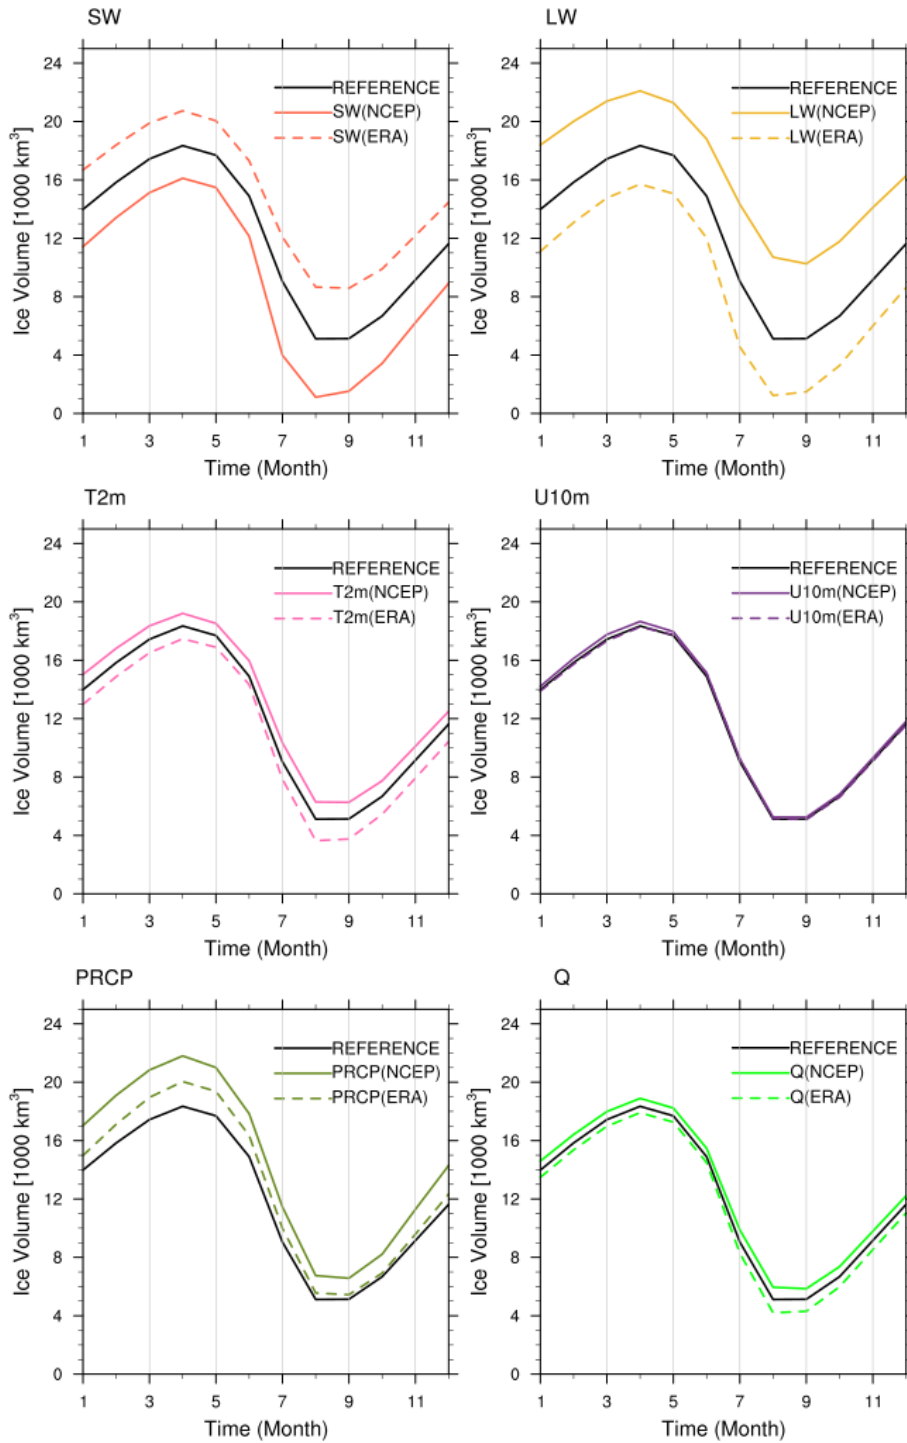 SW
24
20
16
12
8
4
0
Ice Volume [1000 km³]
REFERENCE
SW(NCEP)
SW(ERA)
1 3 5 7 9 11
Time (Month)
LW
24
20
16
12
8
4
0
Ice Volume [1000 km³]
REFERENCE
LW(NCEP)
LW(ERA)
1 3 5 7 9 11
Time (Month)
T2m
24
20
16
12
8
4
0
Ice Volume [1000 km³]
REFERENCE
T2m(NCEP)
T2m(ERA)
1 3 5 7 9 11
Time (Month)
U10m
24
20
16
12
8
4
0
Ice Volume [1000 km³]
REFERENCE
U10m(NCEP)
U10m(ERA)
1 3 5 7 9 11
Time (Month)
PRCP
24
20
16
12
8
4
0
Ice Volume [1000 km³]
REFERENCE
PRCP(NCEP)
PRCP(ERA)
1 3 5 7 9 11
Time (Month)
Q
24
20
16
12
8
4
0
Ice Volume [1000 km³]
REFERENCE
Q(NCEP)
Q(ERA)
1 3 5 7 9 11
Time (Month)